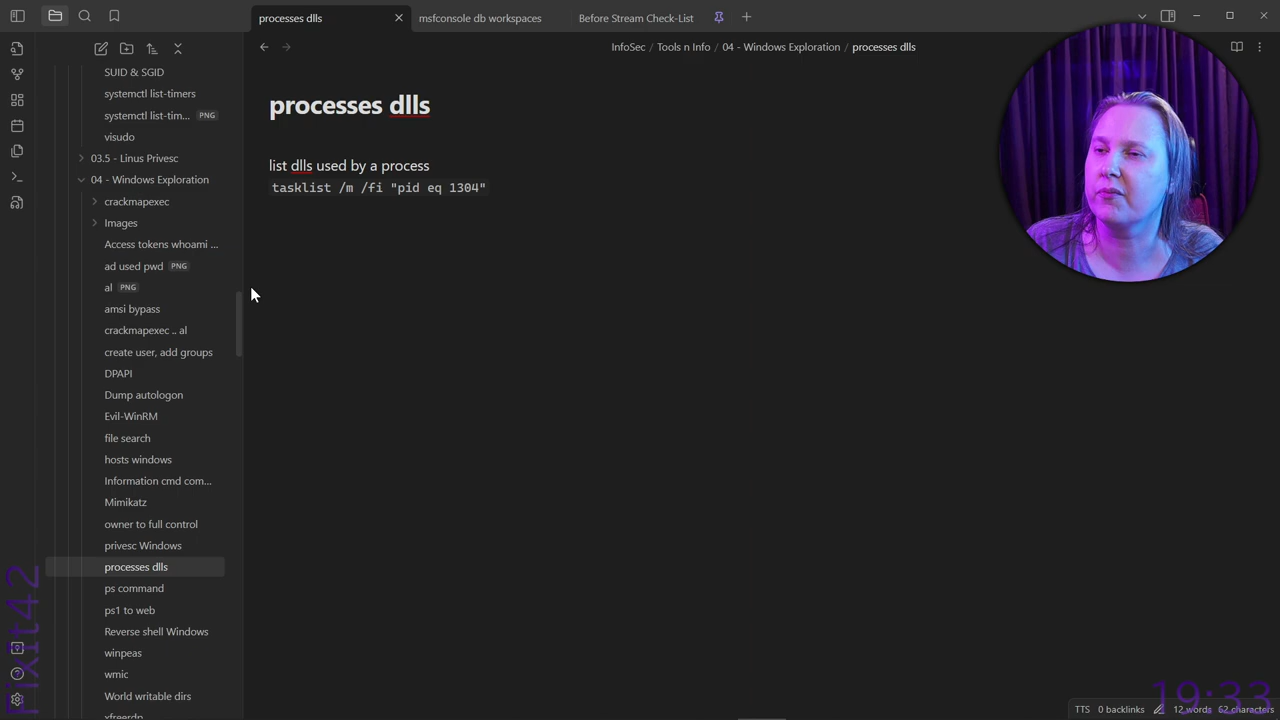 processes dlls
msfconsole db workspaces
Before Stream Check-List
InfoSec / Tools n Info / 04 - Windows Exploration / processes dlls
SUID & SGID
systemctl list-timers
systemctl list-tim... PNG
visudo
03.5 - Linus Privesc
04 - Windows Exploration
crackmapexec
Images
Access tokens whoami ...
ad used pwd PNG
al PNG
amsi bypass
crackmapexec .. al
create user, add groups
DPAPI
Dump autologon
Evil-WinRM
file search
hosts windows
Information cmd com...
Mimikatz
owner to full control
privesc Windows
processes dlls
ps command
ps1 to web
Reverse shell Windows
winpeas
wmic
World writable dirs
xfreerdp
processes dlls
list dlls used by a process
tasklist /m /fi "pid eq 1304"
Fixit42
19:33
TTS 0 backlinks 12 words 62 characters